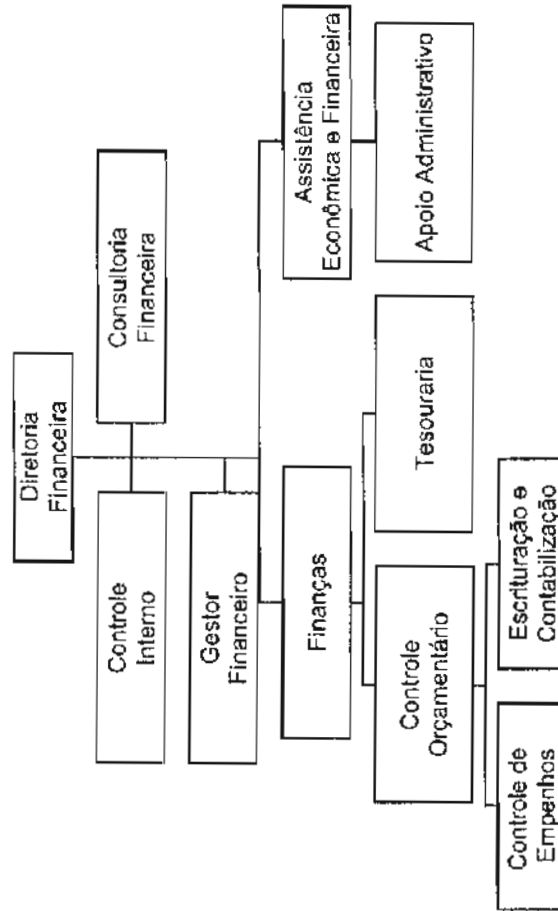 Diretoria
Financeira
Controle
Interno
Consultoria
Financeira
Gestor
Financeiro
Finanças
Assistência
Econômica e Financeira
Controle
Orçamentário
Tesouraria
Apoio Administrativo
Controle de
Empenhos
Escrituração e
Contabilização